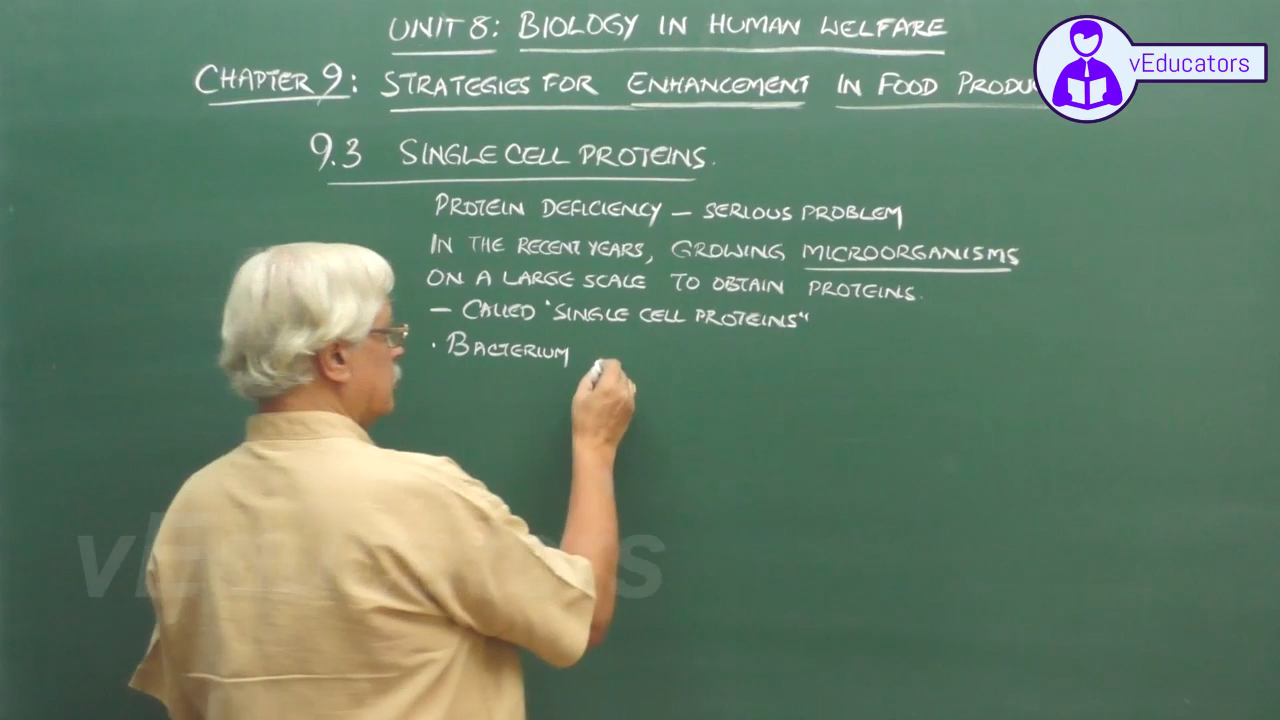 UNIT 8: BIOLOGY IN HUMAN WELFARE
CHAPTER 9: STRATEGIES FOR ENHANCEMENT IN FOOD
vEducators
9.3 SINGLE CELL PROTEINS.
PROTEIN DEFICIENCY – SERIOUS PROBLEM
IN THE RECENT YEARS, GROWING MICROORGANISMS
ON A LARGE SCALE TO OBTAIN PROTEINS.
– CALLED "SINGLE CELL PROTEINS"
· BACTERIUM
vEducators